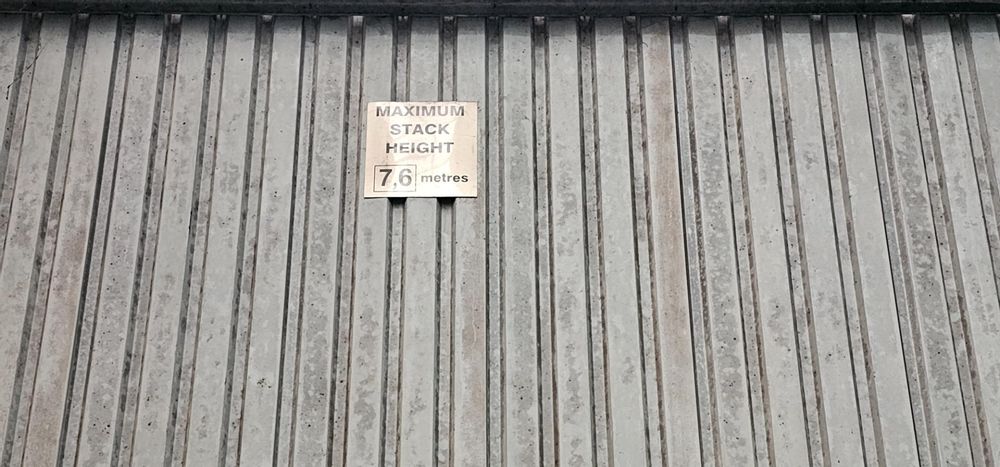 MAXIMUM
STACK
HEIGHT
7,6 metres